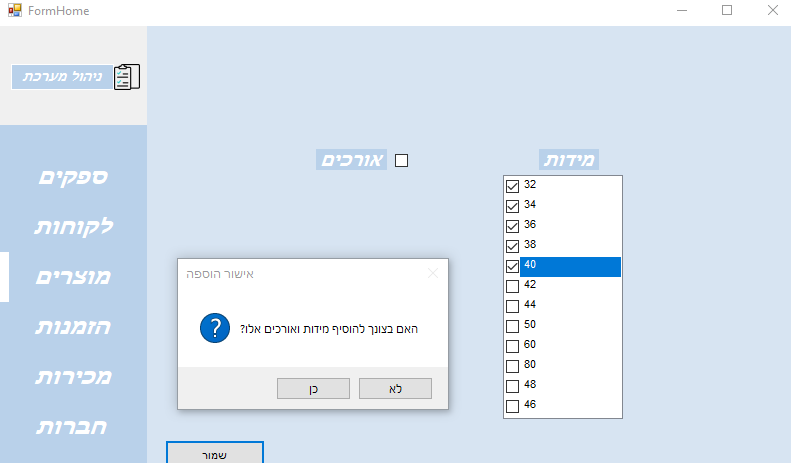 FormHome
ניהול מערכת
ספקים
לקוחות
מוצרים
הזמנות
מכירות
חברות
מידות
אורכים
32
34
36
38
40
42
44
50
60
80
48
46
אישור הוספה
האם בצונך להוסיף מידות ואורכים אלו?
כן
לא
שמור